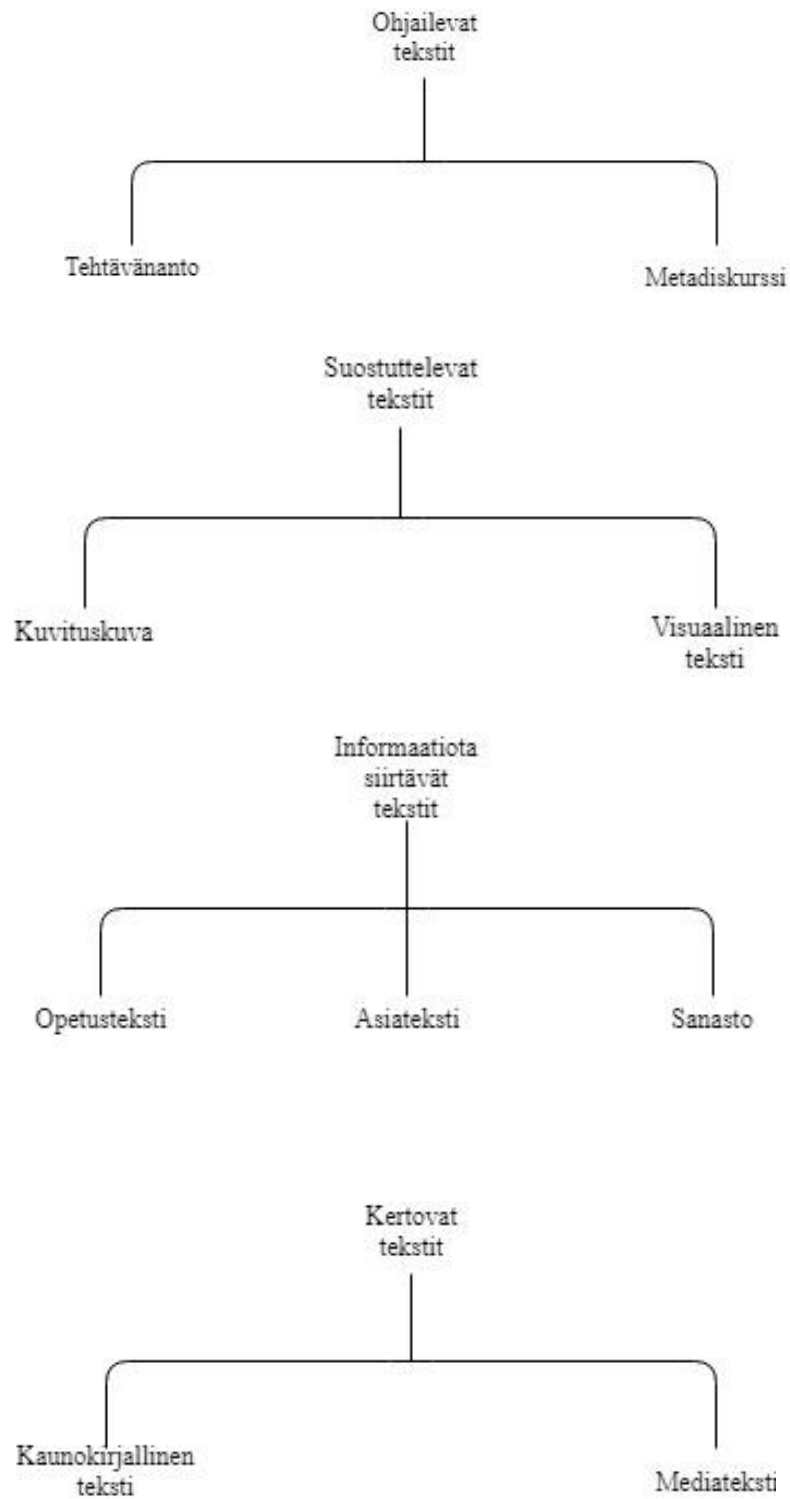 Ohjailevat
tekstit
Tehtävänanto
Metadiskurssi
Suostuttelevat
tekstit
Kuvituskuva
Visuaalinen
teksti
Informaatiota
siirtävät
tekstit
Opetusteksti
Asiateksti
Sanasto
Kertovat
tekstit
Kaunokirjallinen
teksti
Mediateksti